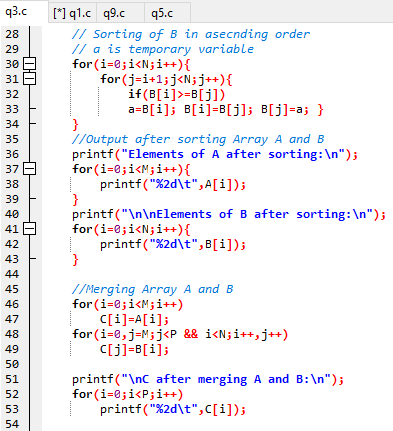 q3.c [*] q1.c q9.c q5.c
28 // Sorting of B in asecnding order
29 // a is temporary variable
30 for(i=0;i<N;i++){
31 for(j=i+1;j<N;j++){
32 if(B[i]>=B[j])
33 a=B[i]; B[i]=B[j]; B[j]=a; }
34 }
35 //Output after sorting Array A and B
36 printf("Elements of A after sorting:\n");
37 for(i=0;i<M;i++){
38 printf("%2d\t",A[i]);
39 }
40 printf("\n\nElements of B after sorting:\n");
41 for(i=0;i<N;i++){
42 printf("%2d\t",B[i]);
43 }
44
45 //Merging Array A and B
46 for(i=0;i<M;i++)
47 C[i]=A[i];
48 for(i=0,j=M;j<P && i<N;i++,j++)
49 C[j]=B[i];
50
51 printf("\nC after merging A and B:\n");
52 for(i=0;i<P;i++)
53 printf("%2d\t",C[i]);
54